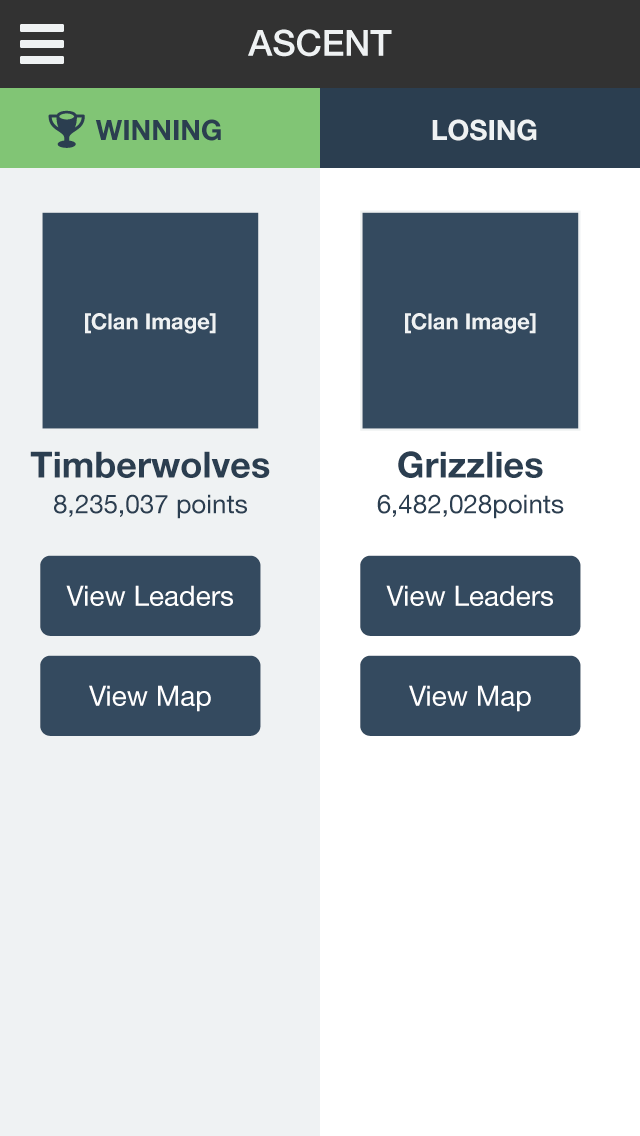 ASCENT
WINNING
LOSING
[Clan Image]
Timberwolves
8,235,037 points
View Leaders
View Map
[Clan Image]
Grizzlies
6,482,028points
View Leaders
View Map